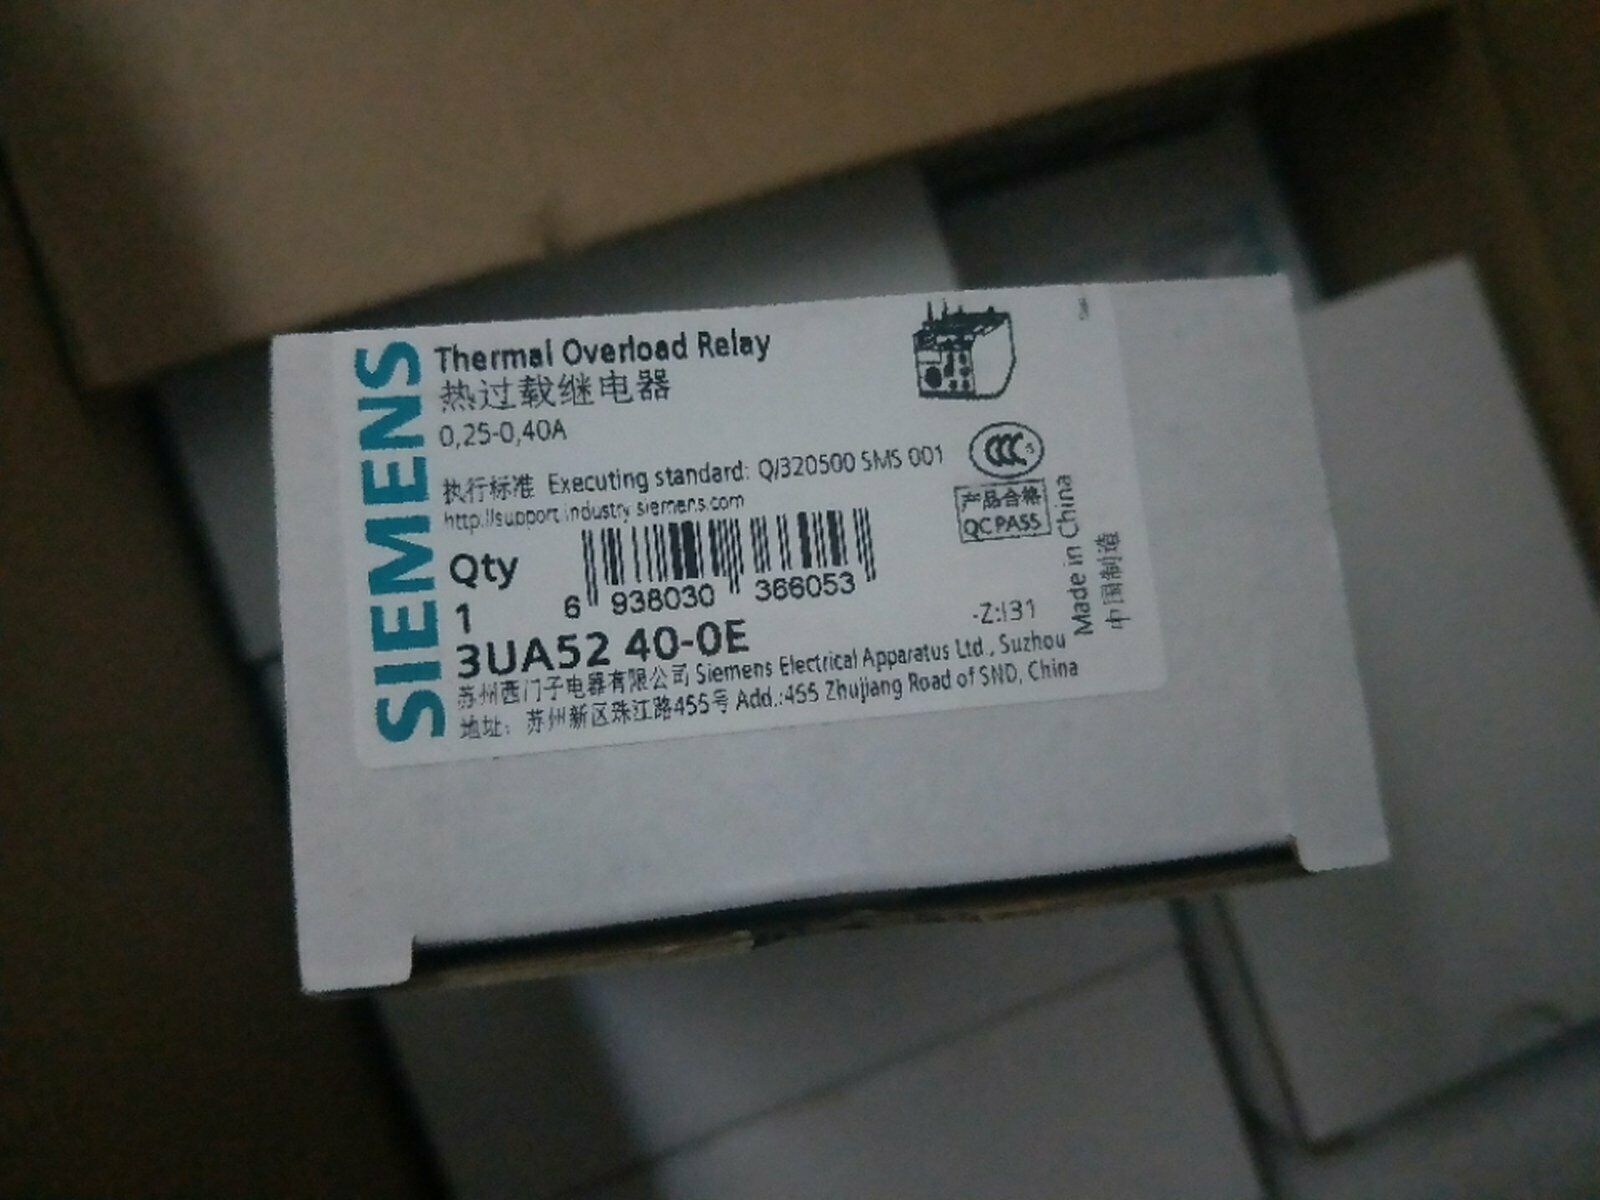 SIEMENS
Thermal Overload Relay
热过载继电器
0,25-0,40A
执行标准 Executing standard: Q/320500 SMS 001
http://support.industry.siemens.com
CCC S
产品合格
QC PASS
Made in China
中国制造
Qty
1
6 938030 366053
-Z:I31
3UA52 40-0E
苏州西门子电器有限公司 Siemens Electrical Apparatus Ltd., Suzhou
地址: 苏州新区珠江路455号 Add.:455 Zhujiang Road of SND, China